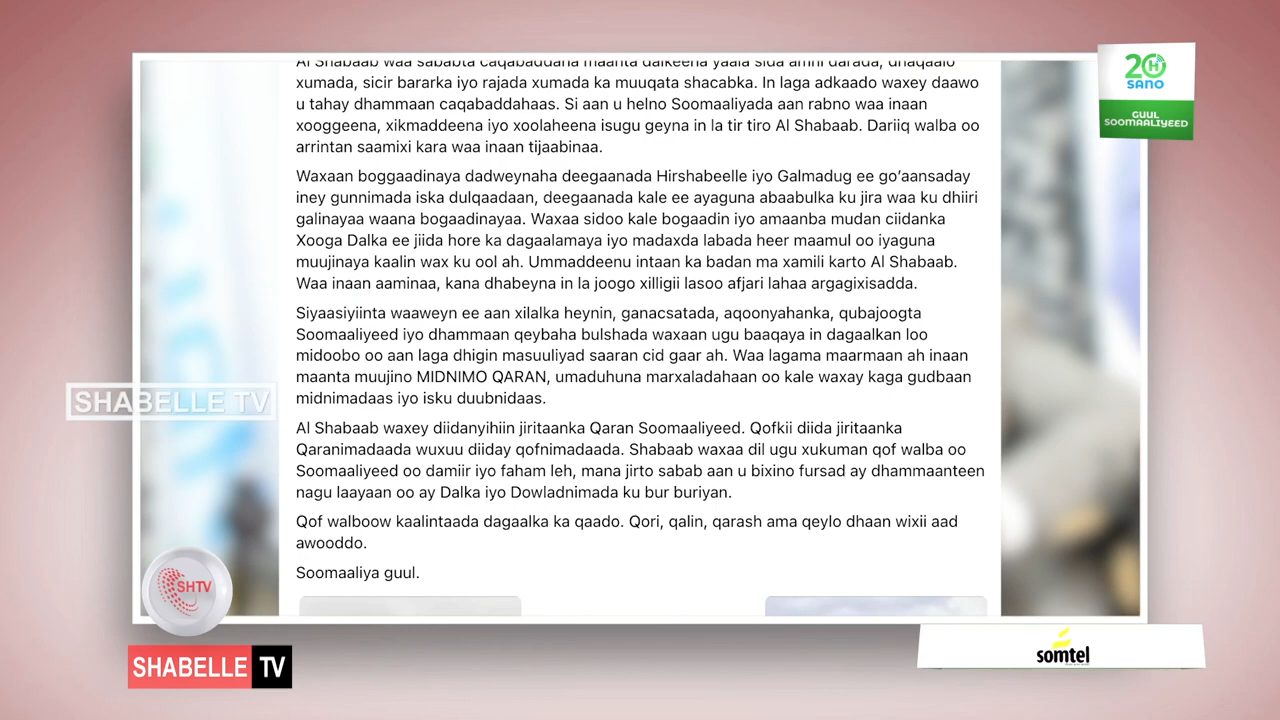 Al Shabaab waa sababta caqabaddaha maanta dalkeena yaala sida amni darada, dhaqaalo
xumada, sicir bararka iyo rajada xumada ka muuqata shacabka. In laga adkaado waxey daawo
u tahay dhammaan caqabaddahaas. Si aan u helno Soomaaliyada aan rabno waa inaan
xooggeena, xikmaddeena iyo xoolaheena isugu geyna in la tir tiro Al Shabaab. Dariiq walba oo
arrintan saamixi kara waa inaan tijaabinaa.
Waxaan boggaadinaya dadweynaha deegaanada Hirshabeelle iyo Galmadug ee go‘aansaday
iney gunnimada iska dulqaadaan, deegaanada kale ee ayaguna abaabulka ku jira waa ku dhiiri
galinayaa waana bogaadinayaa. Waxaa sidoo kale bogaadin iyo amaanba mudan ciidanka
Xooga Dalka ee jiida hore ka dagaalamaya iyo madaxda labada heer maamul oo iyaguna
muujinaya kaalin wax ku ool ah. Ummaddeenu intaan ka badan ma xamili karto Al Shabaab.
Waa inaan aaminaa, kana dhabeyna in la joogo xilligii lasoo afjari lahaa argagixisadda.
Siyaasiyiinta waaweyn ee aan xilalka heynin, ganacsatada, aqoonyahanka, qubajoogta
Soomaaliyeed iyo dhammaan qeybaha bulshada waxaan ugu baaqaya in dagaalkan loo
midoobo oo aan laga dhigin masuuliyad saaran cid gaar ah. Waa lagama maarmaan ah inaan
maanta muujino MIDNIMO QARAN, umaduhuna marxaladahaan oo kale waxay kaga gudbaan
midnimadaas iyo isku duubnidaas.
Al Shabaab waxey diidanyihiin jiritaanka Qaran Soomaaliyeed. Qofkii diida jiritaanka
Qaranimadaada wuxuu diiday qofnimadaada. Shabaab waxaa dil ugu xukuman qof walba oo
Soomaaliyeed oo damiir iyo faham leh, mana jirto sabab aan u bixino fursad ay dhammaanteen
nagu laayaan oo ay Dalka iyo Dowladnimada ku bur buriyan.
Qof walboow kaalintaada dagaalka ka qaado. Qori, qalin, qarash ama qeylo dhaan wixii aad
awooddo.
Soomaaliya guul.
SHABELLE TV
SHTV
SHABELLE TV
20 H
SANO
GUUL
SOOMAALIYEED
somtel